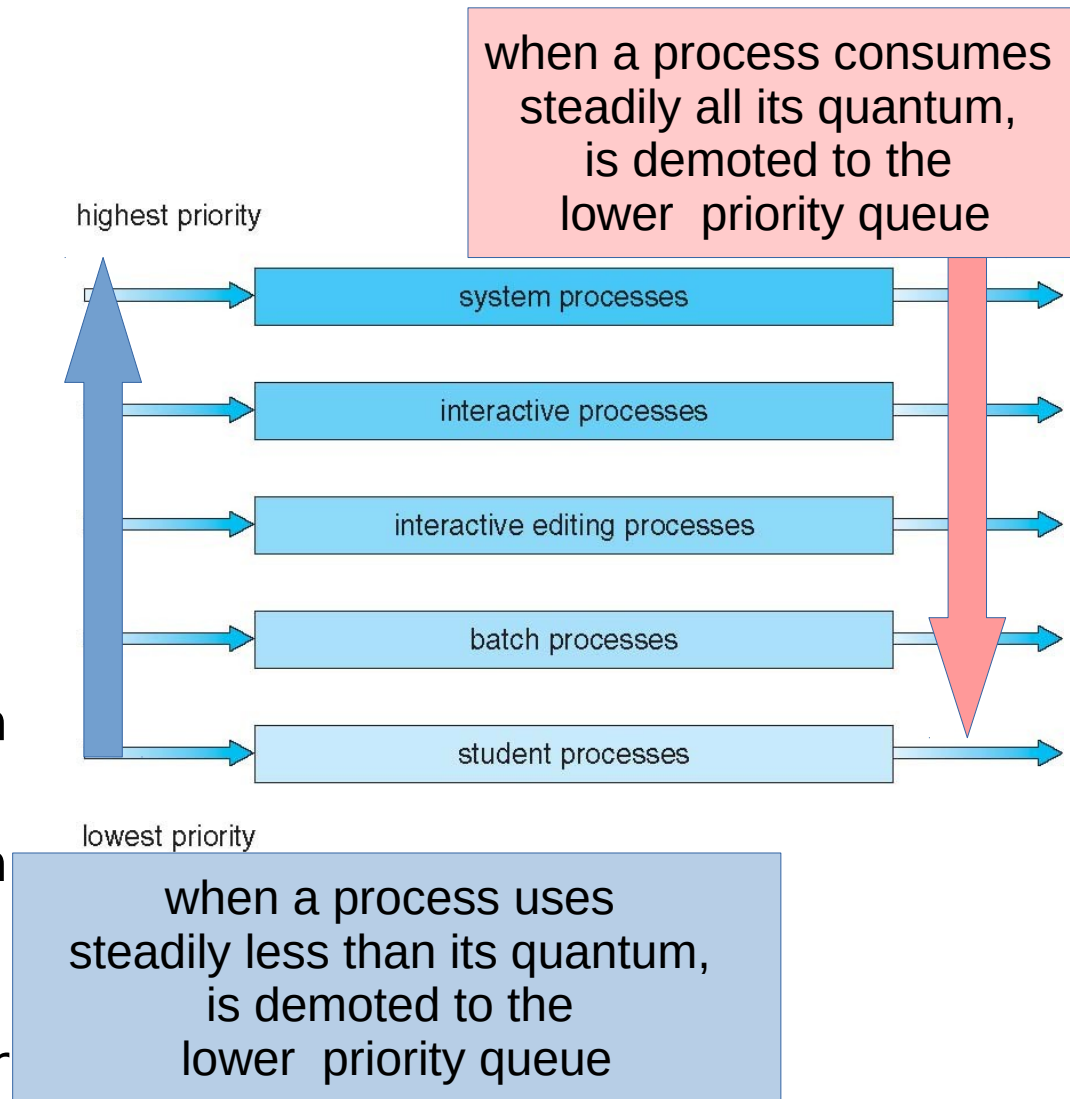 when a process consumes
steadily all its quantum,
is demoted to the
lower priority queue
highest priority
system processes
interactive processes
interactive editing processes
batch processes
student processes
lowest priority
when a process uses
steadily less than its quantum,
is demoted to the
lower priority queue